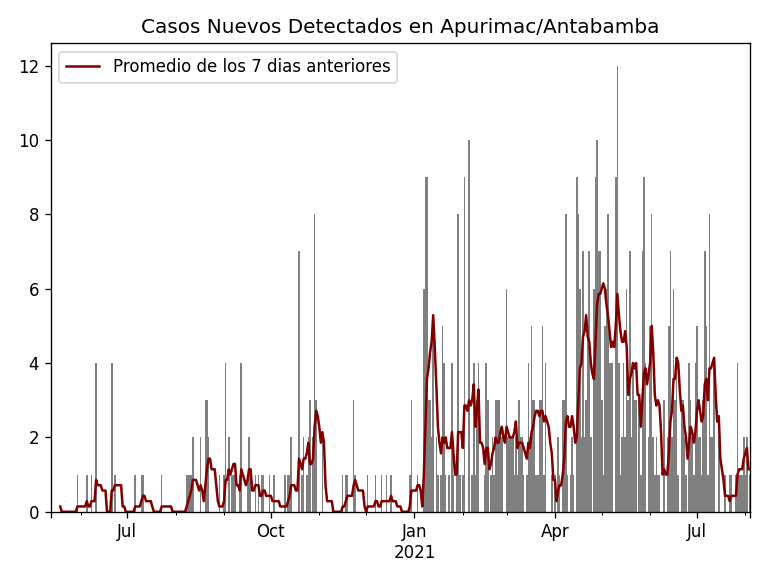 Casos Nuevos Detectados en Apurimac/Antabamba
Promedio de los 7 dias anteriores
12
10
8
6
4
2
0
Jul
Oct
Jan
Apr
Jul
2021